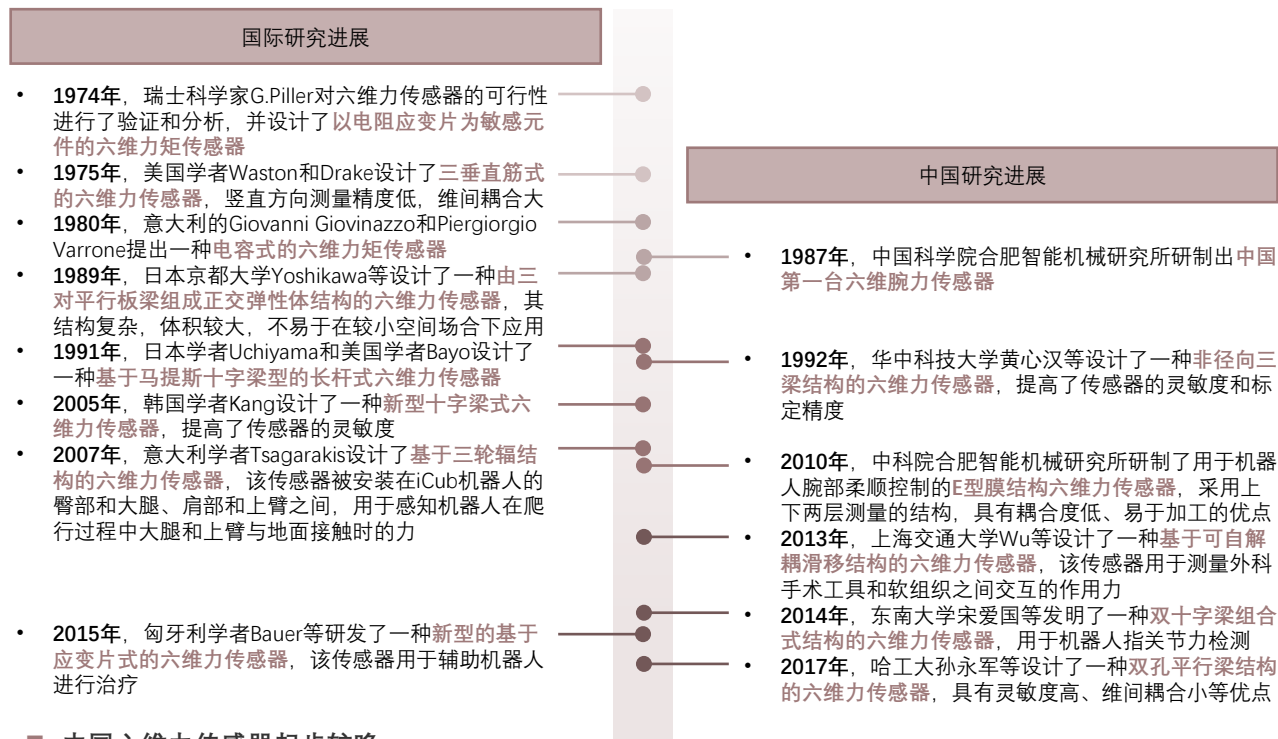 国际研究进展
• 1974年，瑞士科学家G.Piller对六维力传感器的可行性
进行了验证和分析，并设计了以电阻应变片为敏感元
件的六维力矩传感器
• 1975年，美国学者Waston和Drake设计了三垂直筋式
的六维力传感器，竖直方向测量精度低，维间耦合大
• 1980年，意大利的Giovanni Giovinazzo和Piergiorgio
Varrone提出一种电容式的六维力矩传感器
• 1989年，日本京都大学Yoshikawa等设计了一种由三
对平行板梁组成正交弹性体结构的六维力传感器，其
结构复杂，体积较大，不易于在较小空间场合下应用
• 1991年，日本学者Uchiyama和美国学者Bayo设计了
一种基于马提斯十字梁型的长杆式六维力传感器
• 2005年，韩国学者Kang设计了一种新型十字梁式六
维力传感器，提高了传感器的灵敏度
• 2007年，意大利学者Tsagarakis设计了基于三轮辐结
构的六维力传感器，该传感器被安装在iCub机器人的
臀部和大腿、肩部和上臂之间，用于感知机器人在爬
行过程中大腿和上臂与地面接触时的力
• 2015年，匈牙利学者Bauer等研发了一种新型的基于
应变片式的六维力传感器，该传感器用于辅助机器人
进行治疗
中国研究进展
• 1987年，中国科学院合肥智能机械研究所研制出中国
第一台六维腕力传感器
• 1992年，华中科技大学黄心汉等设计了一种非径向三
梁结构的六维力传感器，提高了传感器的灵敏度和标
定精度
• 2010年，中科院合肥智能机械研究所研制了用于机器
人腕部柔顺控制的E型膜结构六维力传感器，采用上
下两层测量的结构，具有耦合度低、易于加工的优点
• 2013年，上海交通大学Wu等设计了一种基于可自解
耦滑移结构的六维力传感器，该传感器用于测量外科
手术工具和软组织之间交互的作用力
• 2014年，东南大学宋爱国等发明了一种双十字梁组合
式结构的六维力传感器，用于机器人指关节力检测
• 2017年，哈工大孙永军等设计了一种双孔平行梁结构
的六维力传感器，具有灵敏度高、维间耦合小等优点